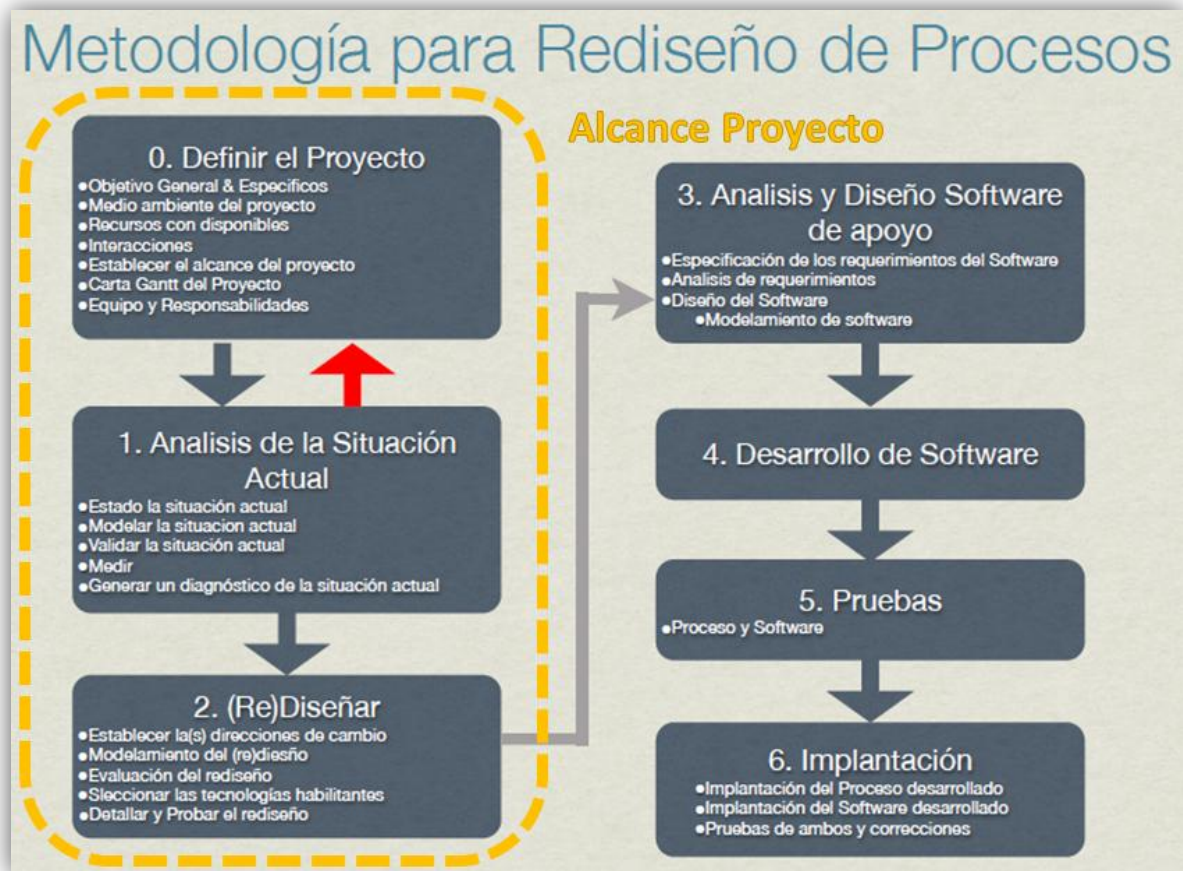 Metodología para Rediseño de Procesos
Alcance Proyecto
0. Definir el Proyecto
●Objetivo General & Especificos
●Medio ambiente del proyecto
●Recursos con disponibles
●Interacciones
●Establecer el alcance del proyecto
●Carta Gantt del Proyecto
●Equipo y Responsabilidades
1. Analisis de la Situación
Actual
●Estado la situación actual
●Modelar la situacion actual
●Validar la situación actual
●Medir
●Generar un diagnóstico de la situación actual
2. (Re)Diseñar
●Establecer la(s) direcciones de cambio
●Modelamiento del (re)diesño
●Evaluación del rediseño
●Sleccionar las tecnologías habilitantes
●Detallar y Probar el rediseño
3. Analisis y Diseño Software
de apoyo
●Especificación de los requerimientos del Software
●Analisis de requerimientos
●Diseño del Software
●Modelamiento de software
4. Desarrollo de Software
5. Pruebas
●Proceso y Software
6. Implantación
●Implantación del Proceso desarrollado
●Implantación del Software desarrollado
●Pruebas de ambos y correcciones